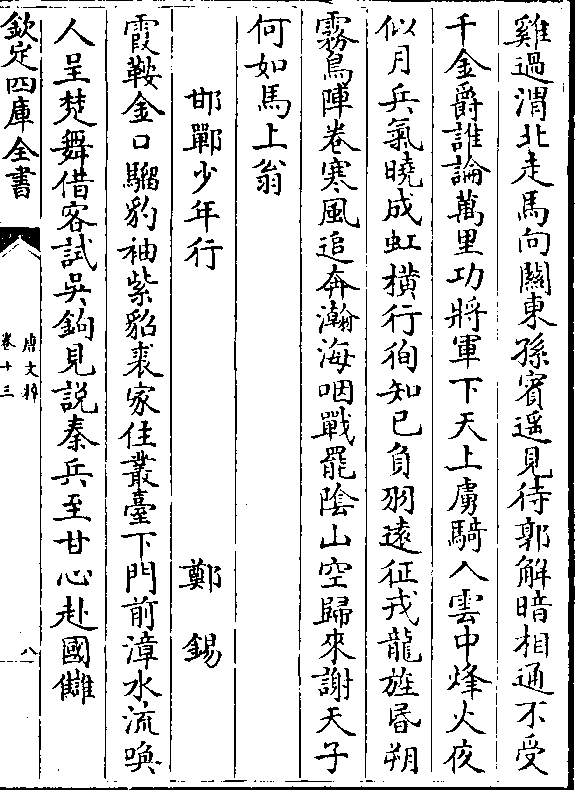 雞過渭北走馬向關東孫賓遥見待郭解暗相通不受
千金爵誰論萬里功將軍下天上虜騎入雲中烽火夜
似月兵氣曉成虹橫行徇知已負羽遠征戎龍旌昬朔
霧鳥陣卷寒風追奔瀚海咽戰罷陰山空歸來謝天子
何如馬上翁
邯鄲少年行 鄭錫
霞鞍金口騮豹袖紫貂裘家住叢臺下門前漳水流喚
人呈楚舞借客試吳鉤見說秦兵至甘心赴國讎
欽定四庫全書
唐文粹
卷十三
八